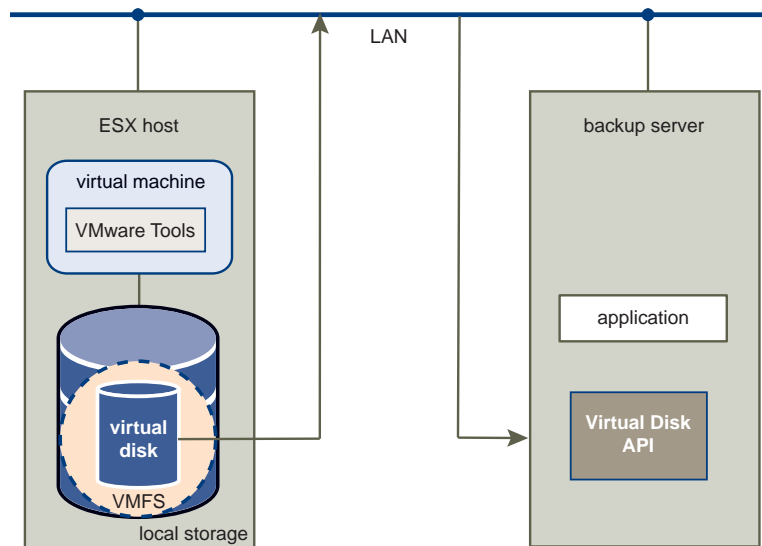 LAN
ESX host
virtual machine
VMware Tools
virtual
disk
VMFS
local storage
backup server
application
Virtual Disk
API